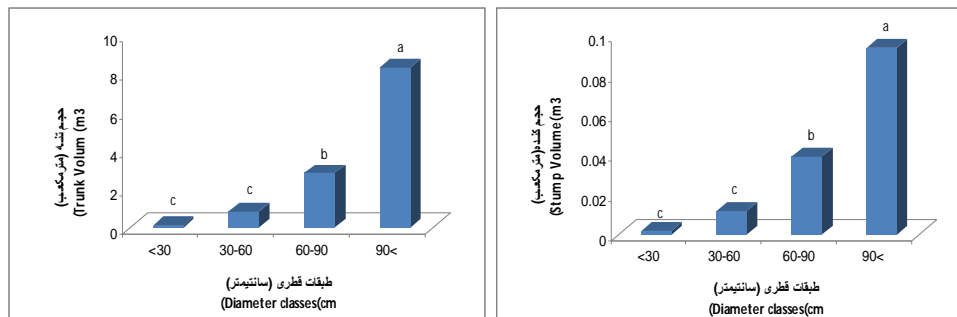 10
8
6
4
2
0
a
b
c
c
<30
30-60
60-90
90<
حجم تنه (مترمکعب)
(Trunk Volum (m3
طبقات قطری (سانتیمتر)
(Diameter classes(cm
0.1
0.08
0.06
0.04
0.02
0
a
b
c
c
<30
30-60
60-90
90<
حجم کنده(مترمکعب)
(Stump Volume(m3
طبقات قطری (سانتیمتر)
(Diameter classes(cm